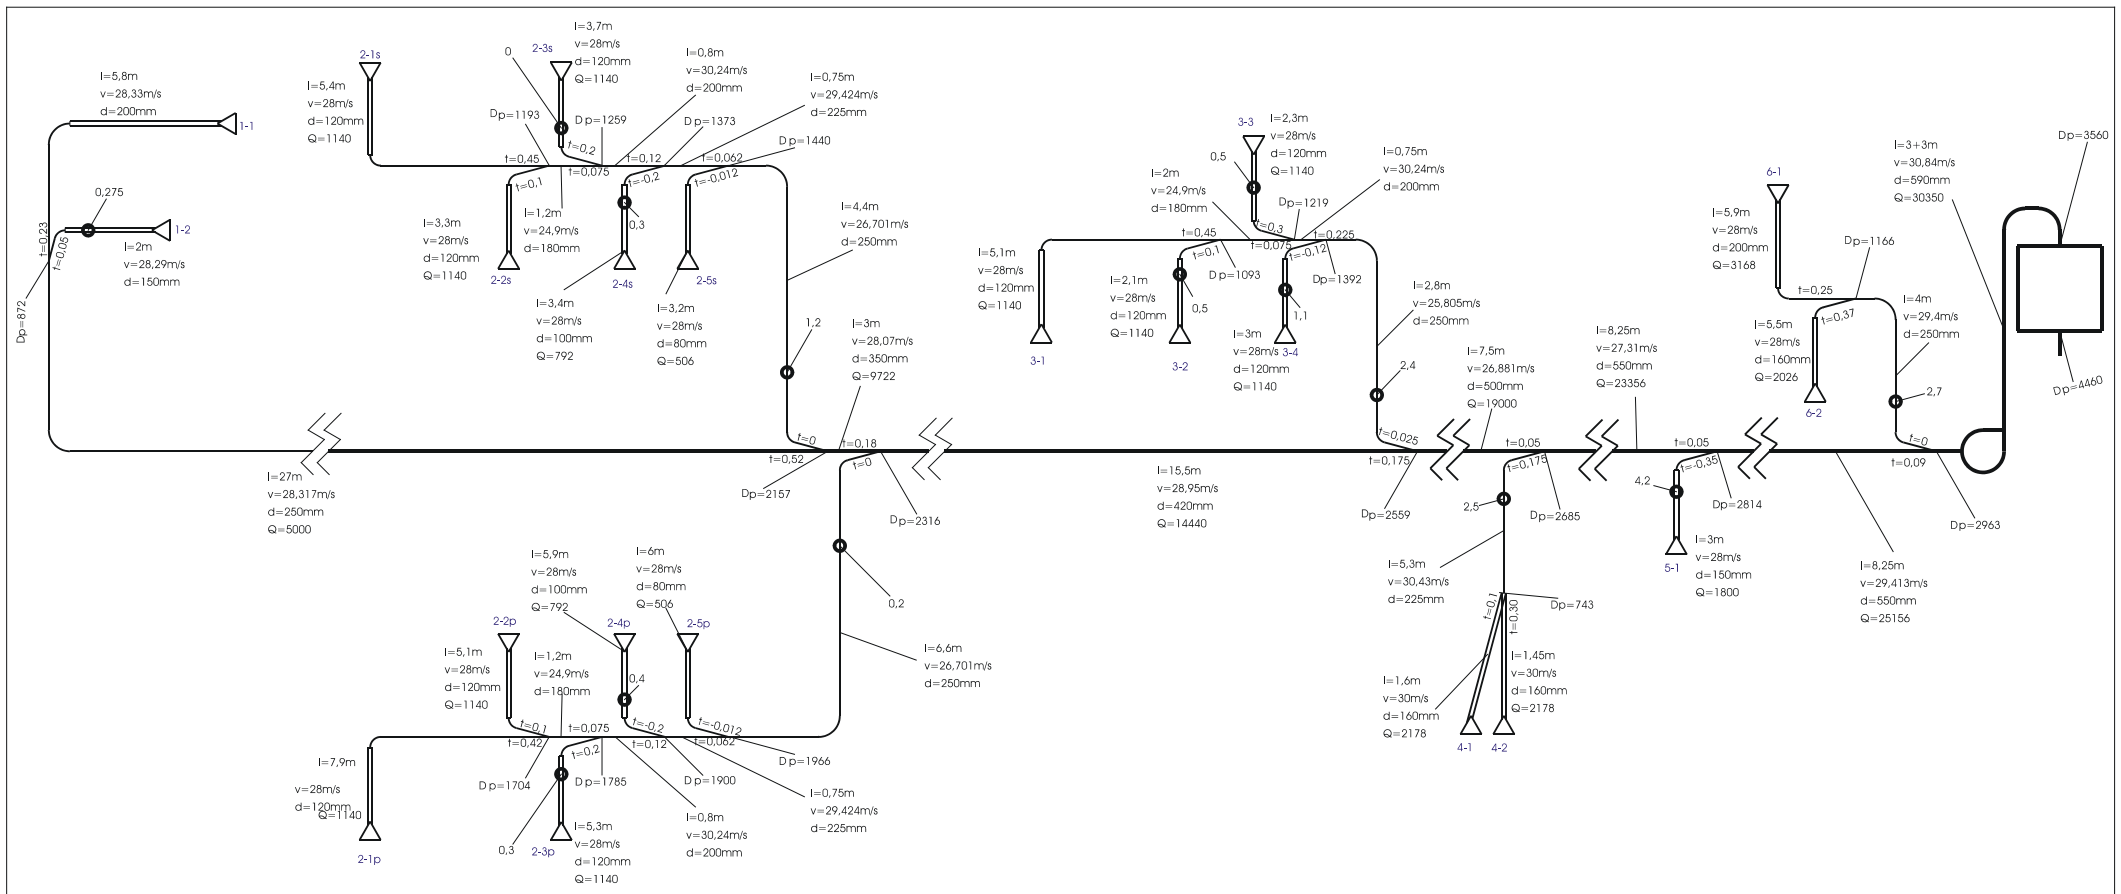 l=5,8m
v=28,33m/s
d=200mm
1-1
0,275
1-2
l=2m
v=28,29m/s
d=150mm
t=0,23
t=0,05
Dp=872
2-1s
l=5,4m
v=28m/s
d=120mm
Q=1140
0
2-3s
l=3,7m
v=28m/s
d=120mm
Q=1140
l=0,8m
v=30,24m/s
d=200mm
l=0,75m
v=29,424m/s
d=225mm
Dp=1193
Dp=1259
Dp=1373
Dp=1440
t=0,2
t=0,45
t=0,075
t=0,12
t=0,062
t=0,1
t=-0,2
t=-0,012
l=3,3m
v=28m/s
d=120mm
Q=1140
2-2s
l=1,2m
v=24,9m/s
d=180mm
0,3
2-4s
2-5s
l=3,4m
v=28m/s
d=100mm
Q=792
l=3,2m
v=28m/s
d=80mm
Q=506
l=4,4m
v=26,701m/s
d=250mm
1,2
l=3m
v=28,07m/s
d=350mm
Q=9722
t=0
t=0,18
t=0,52
t=0
Dp=2157
Dp=2316
l=27m
v=28,317m/s
d=250mm
Q=5000
l=5,9m
v=28m/s
d=100mm
Q=792
l=6m
v=28m/s
d=80mm
Q=506
0,2
2-2p
2-4p
2-5p
l=5,1m
v=28m/s
d=120mm
Q=1140
l=1,2m
v=24,9m/s
d=180mm
0,4
l=6,6m
v=26,701m/s
d=250mm
t=0,1
t=0,42
t=0,075
t=0,2
t=-0,2
t=0,12
t=-0,012
t=0,062
l=7,9m
v=28m/s
d=120mm
Q=1140
2-1p
Dp=1704
Dp=1785
Dp=1900
Dp=1966
0,3
2-3p
l=5,3m
v=28m/s
d=120mm
Q=1140
l=0,8m
v=30,24m/s
d=200mm
l=0,75m
v=29,424m/s
d=225mm
3-3
l=2,3m
v=28m/s
d=120mm
Q=1140
0,5
l=2m
v=24,9m/s
d=180mm
l=0,75m
v=30,24m/s
d=200mm
Dp=1219
t=0,3
t=0,45
t=0,075
t=0,225
t=0,1
t=-0,12
Dp=1093
Dp=1392
l=5,1m
v=28m/s
d=120mm
Q=1140
3-1
l=2,1m
v=28m/s
d=120mm
Q=1140
0,5
3-2
1,1
l=3m
v=28m/s
d=120mm
Q=1140
3-4
l=2,8m
v=25,805m/s
d=250mm
2,4
t=0,025
t=0,175
l=15,5m
v=28,95m/s
d=420mm
Q=14440
Dp=2559
l=7,5m
v=26,881m/s
d=500mm
Q=19000
t=0,05
t=0,175
2,5
Dp=2685
l=5,3m
v=30,43m/s
d=225mm
Dp=743
t=0,1
t=0,30
l=1,6m
v=30m/s
d=160mm
Q=2178
l=1,45m
v=30m/s
d=160mm
Q=2178
4-1
4-2
l=8,25m
v=27,31m/s
d=550mm
Q=23356
t=0,05
t=-0,35
4,2
Dp=2814
5-1
l=3m
v=28m/s
d=150mm
Q=1800
6-1
l=5,9m
v=28m/s
d=200mm
Q=3168
Dp=1166
t=0,25
t=0,37
l=5,5m
v=28m/s
d=160mm
Q=2026
6-2
l=4m
v=29,4m/s
d=250mm
2,7
t=0
t=0,09
Dp=2963
l=8,25m
v=29,413m/s
d=550mm
Q=25156
l=3+3m
v=30,84m/s
d=590mm
Q=30350
Dp=3560
Dp=4460